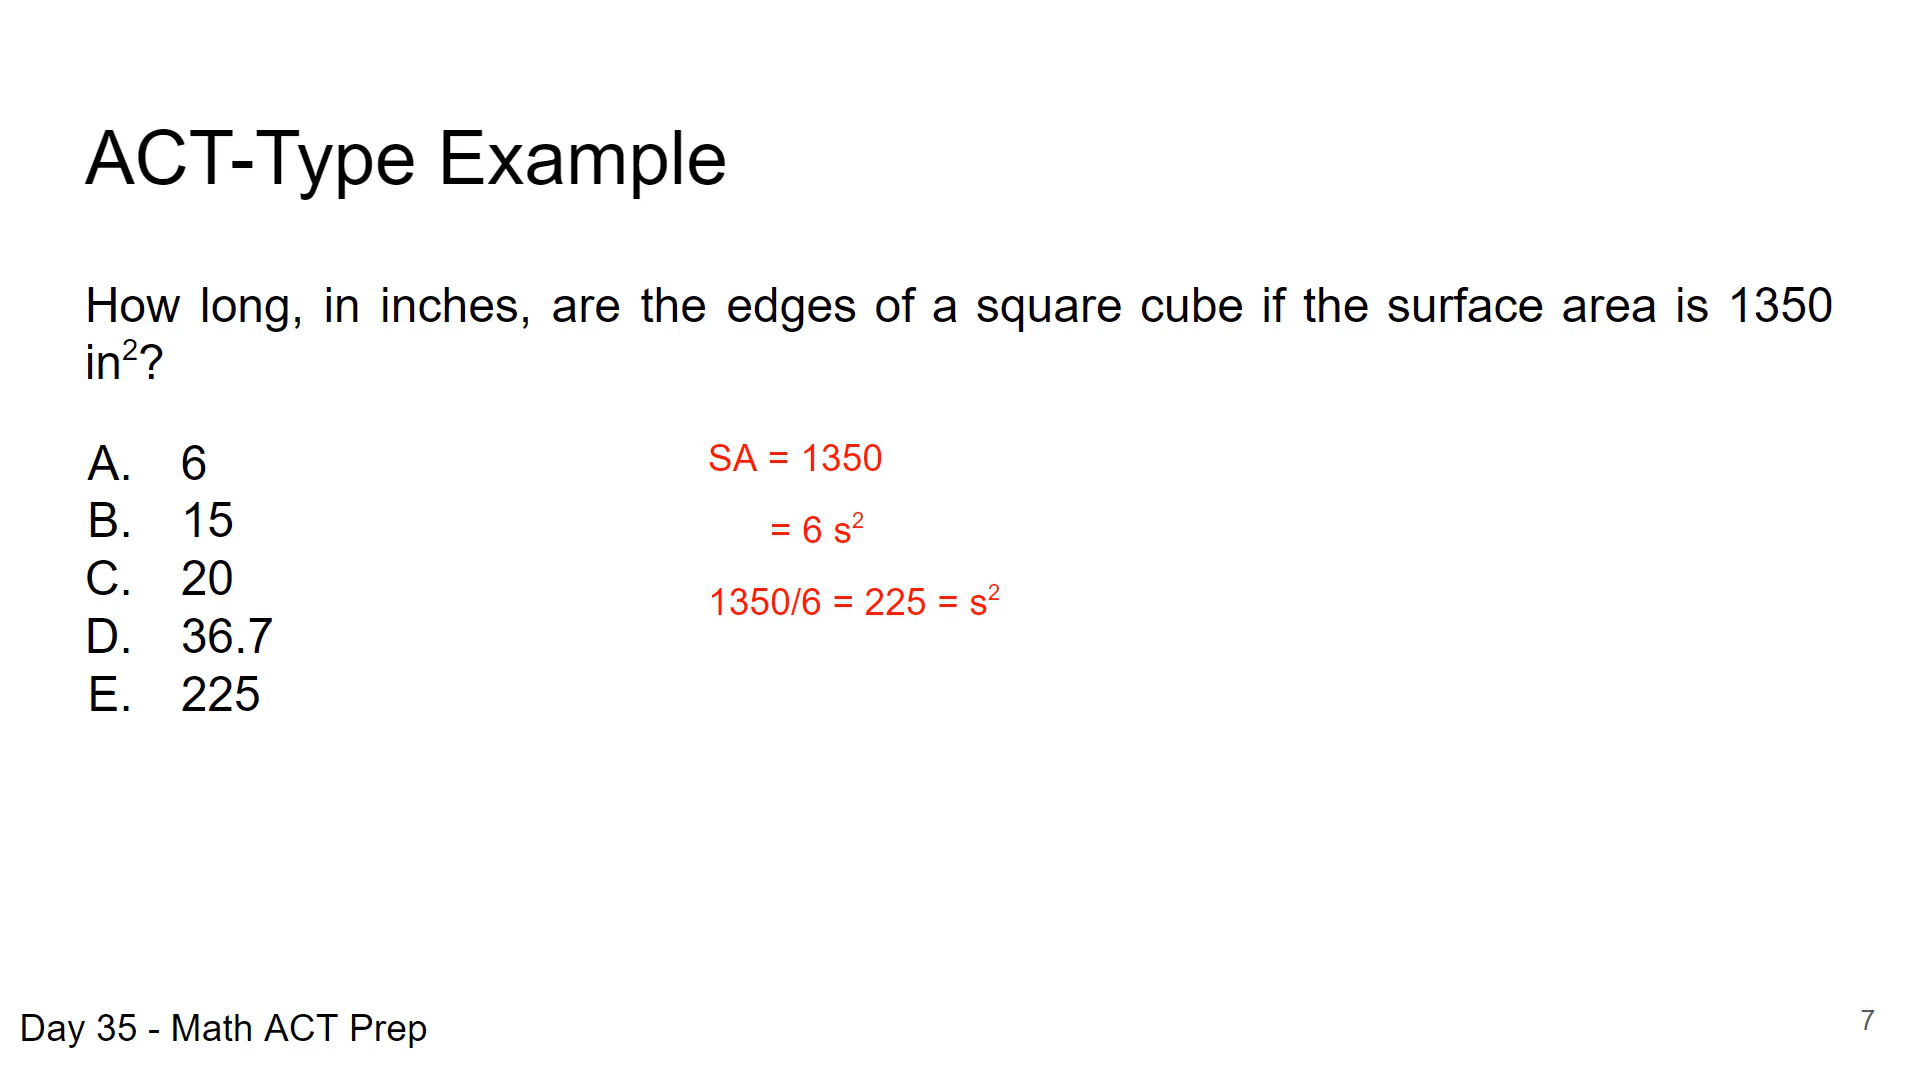 ACT-Type Example
How long, in inches, are the edges of a square cube if the surface area is 1350
in²?
A. 6
B. 15
C. 20
D. 36.7
E. 225
SA = 1350
= 6 s²
1350/6 = 225 = s²
Day 35 - Math ACT Prep
7